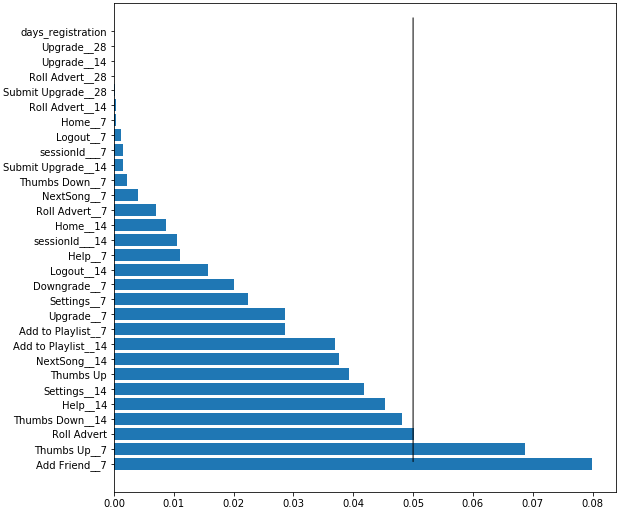 days_registration
Upgrade__28
Upgrade__14
Roll Advert__28
Submit Upgrade__28
Roll Advert__14
Home__7
Logout__7
sessionId___7
Submit Upgrade__14
Thumbs Down__7
NextSong__7
Roll Advert__7
Home__14
sessionId___14
Help__7
Logout__14
Downgrade__7
Settings__7
Upgrade__7
Add to Playlist__7
Add to Playlist__14
NextSong__14
Thumbs Up
Settings__14
Help__14
Thumbs Down__14
Roll Advert
Thumbs Up__7
Add Friend__7
0.00 0.01 0.02 0.03 0.04 0.05 0.06 0.07 0.08